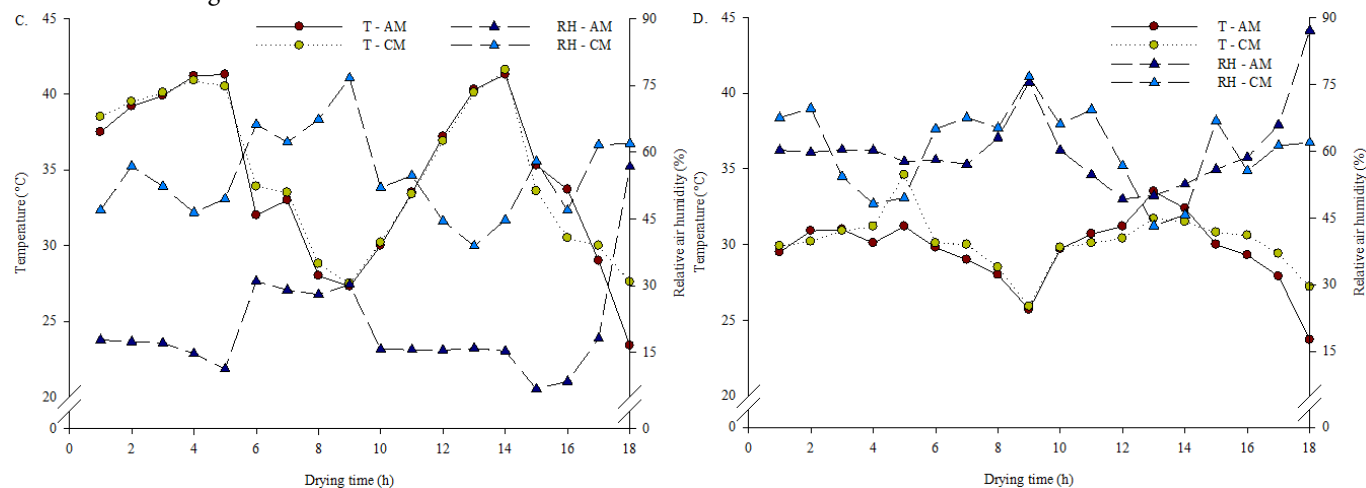 C.
T - AM
RH - AM
T - CM
RH - CM
45
40
35
30
25
20
0
Temperature (°C)
90
75
60
45
30
15
0
Relative air humidity (%)
0 2 4 6 8 10 12 14 16 18
Drying time (h)
D.
T - AM
T - CM
RH - AM
RH - CM
45
40
35
30
25
20
0
Temperature (°C)
90
75
60
45
30
15
0
Relative air humidity (%)
0 2 4 6 8 10 12 14 16 18
Drying time (h)